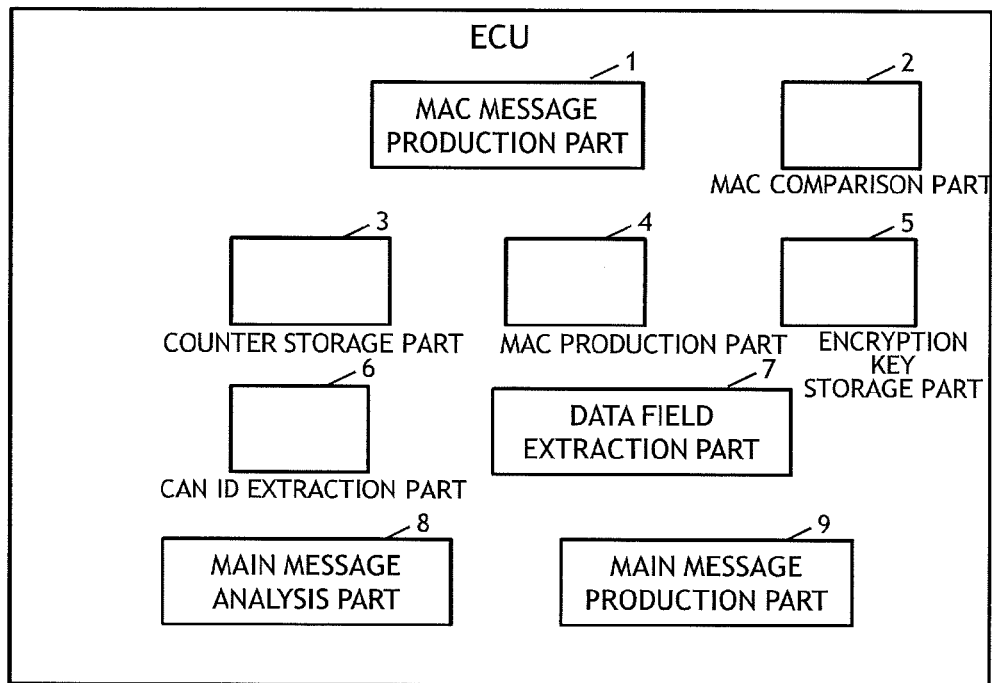 ECU
1
MAC MESSAGE
PRODUCTION PART
2
MAC COMPARISON PART
3
COUNTER STORAGE PART
4
MAC PRODUCTION PART
5
ENCRYPTION
KEY
STORAGE PART
6
CAN ID EXTRACTION PART
7
DATA FIELD
EXTRACTION PART
8
MAIN MESSAGE
ANALYSIS PART
9
MAIN MESSAGE
PRODUCTION PART